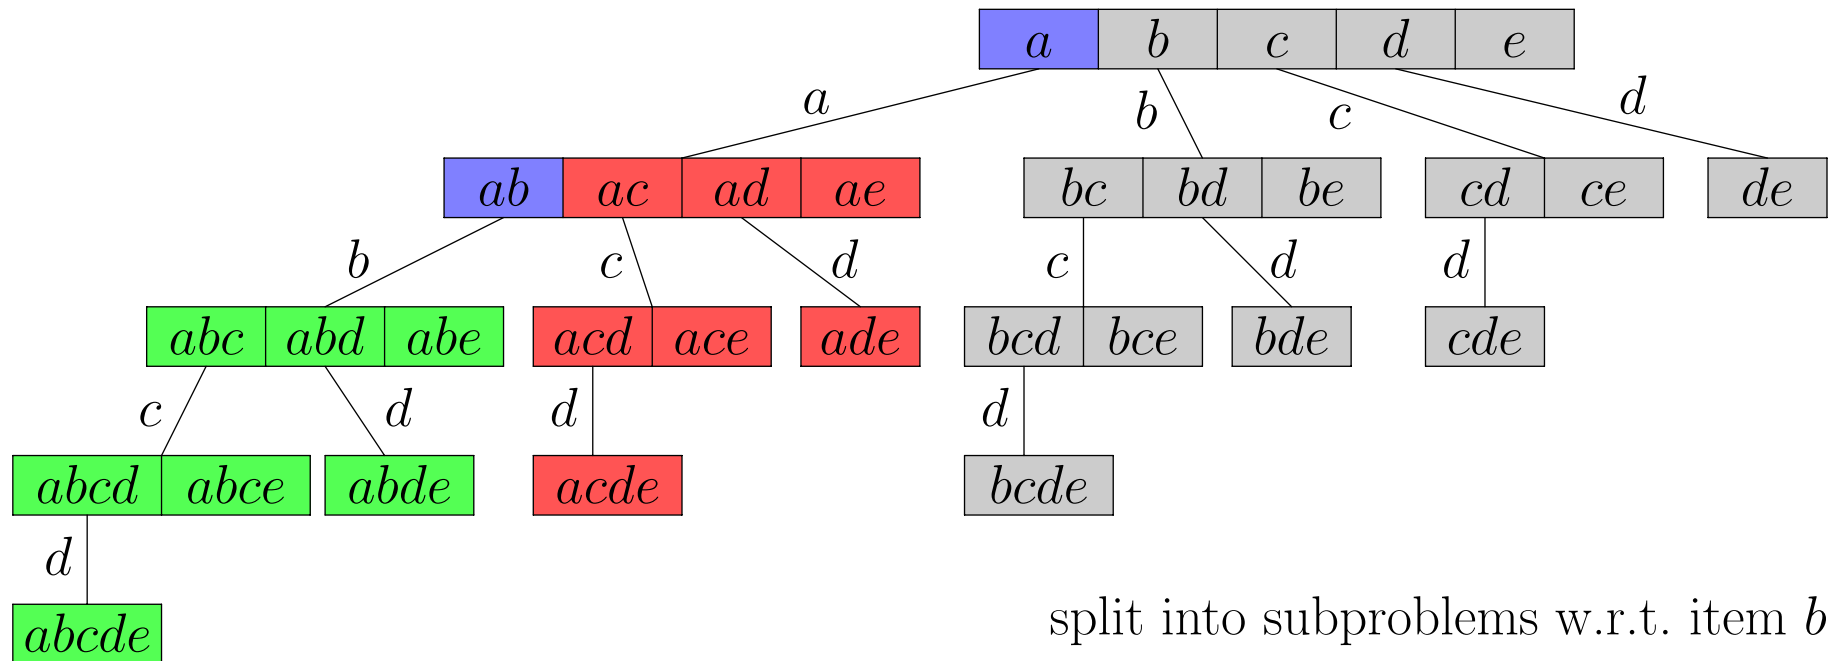 a b c d e
a b c d
ab ac ad ae bc bd be cd ce de
b c d c d d
abc abd abe acd ace ade bcd bce bde cde
c d d d
abcd abce abde acde bcde
d
abcde
split into subproblems w.r.t. item b